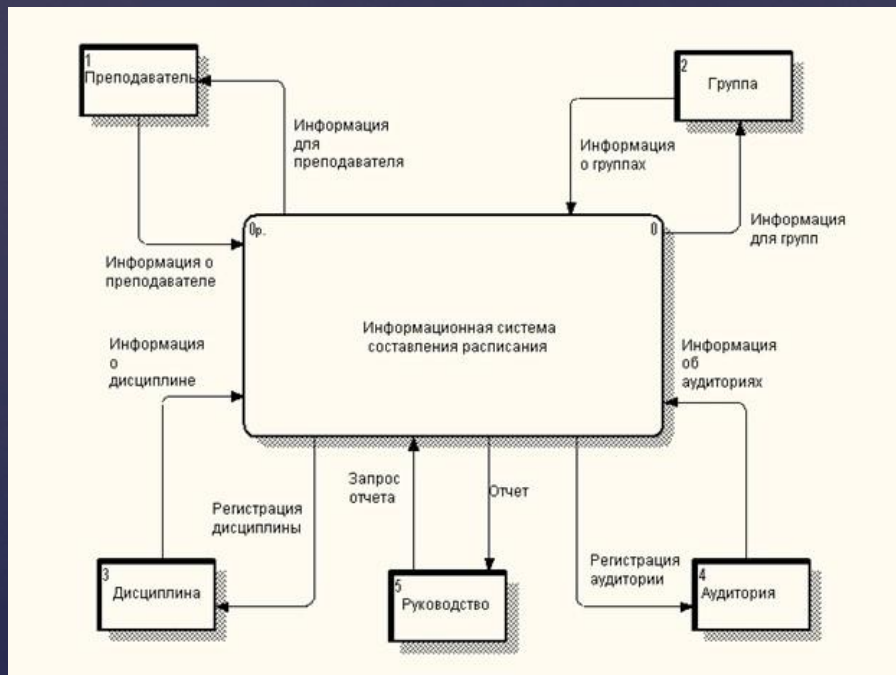 1
Преподаватель
2
Группа
Информация
для
преподавателя
Информация
о группах
Информация
для групп
Информация о
преподавателе
0р.
0
Информационная система
составления расписания
Информация
о
дисциплине
Информация
об
аудиториях
Запрос
отчета
Отчет
Регистрация
дисциплины
Регистрация
аудитории
3
Дисциплина
5
Руководство
4
Аудитория